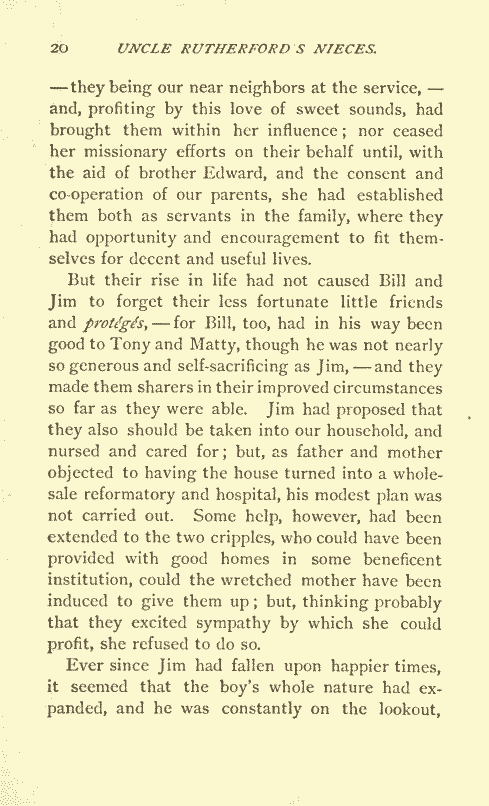 20 UNCLE RUTHERFORD'S NIECES.
—they being our near neighbors at the service, —
and, profiting by this love of sweet sounds, had
brought them within her influence; nor ceased
her missionary efforts on their behalf until, with
the aid of brother Edward, and the consent and
co-operation of our parents, she had established
them both as servants in the family, where they
had opportunity and encouragement to fit them-
selves for decent and useful lives.
But their rise in life had not caused Bill and
Jim to forget their less fortunate little friends
and protégés, — for Bill, too, had in his way been
good to Tony and Matty, though he was not nearly
so generous and self-sacrificing as Jim, — and they
made them sharers in their improved circumstances
so far as they were able. Jim had proposed that
they also should be taken into our household, and
nursed and cared for; but, as father and mother
objected to having the house turned into a whole-
sale reformatory and hospital, his modest plan was
not carried out. Some help, however, had been
extended to the two cripples, who could have been
provided with good homes in some beneficent
institution, could the wretched mother have been
induced to give them up; but, thinking probably
that they excited sympathy by which she could
profit, she refused to do so.
Ever since Jim had fallen upon happier times,
it seemed that the boy's whole nature had ex-
panded, and he was constantly on the lookout,